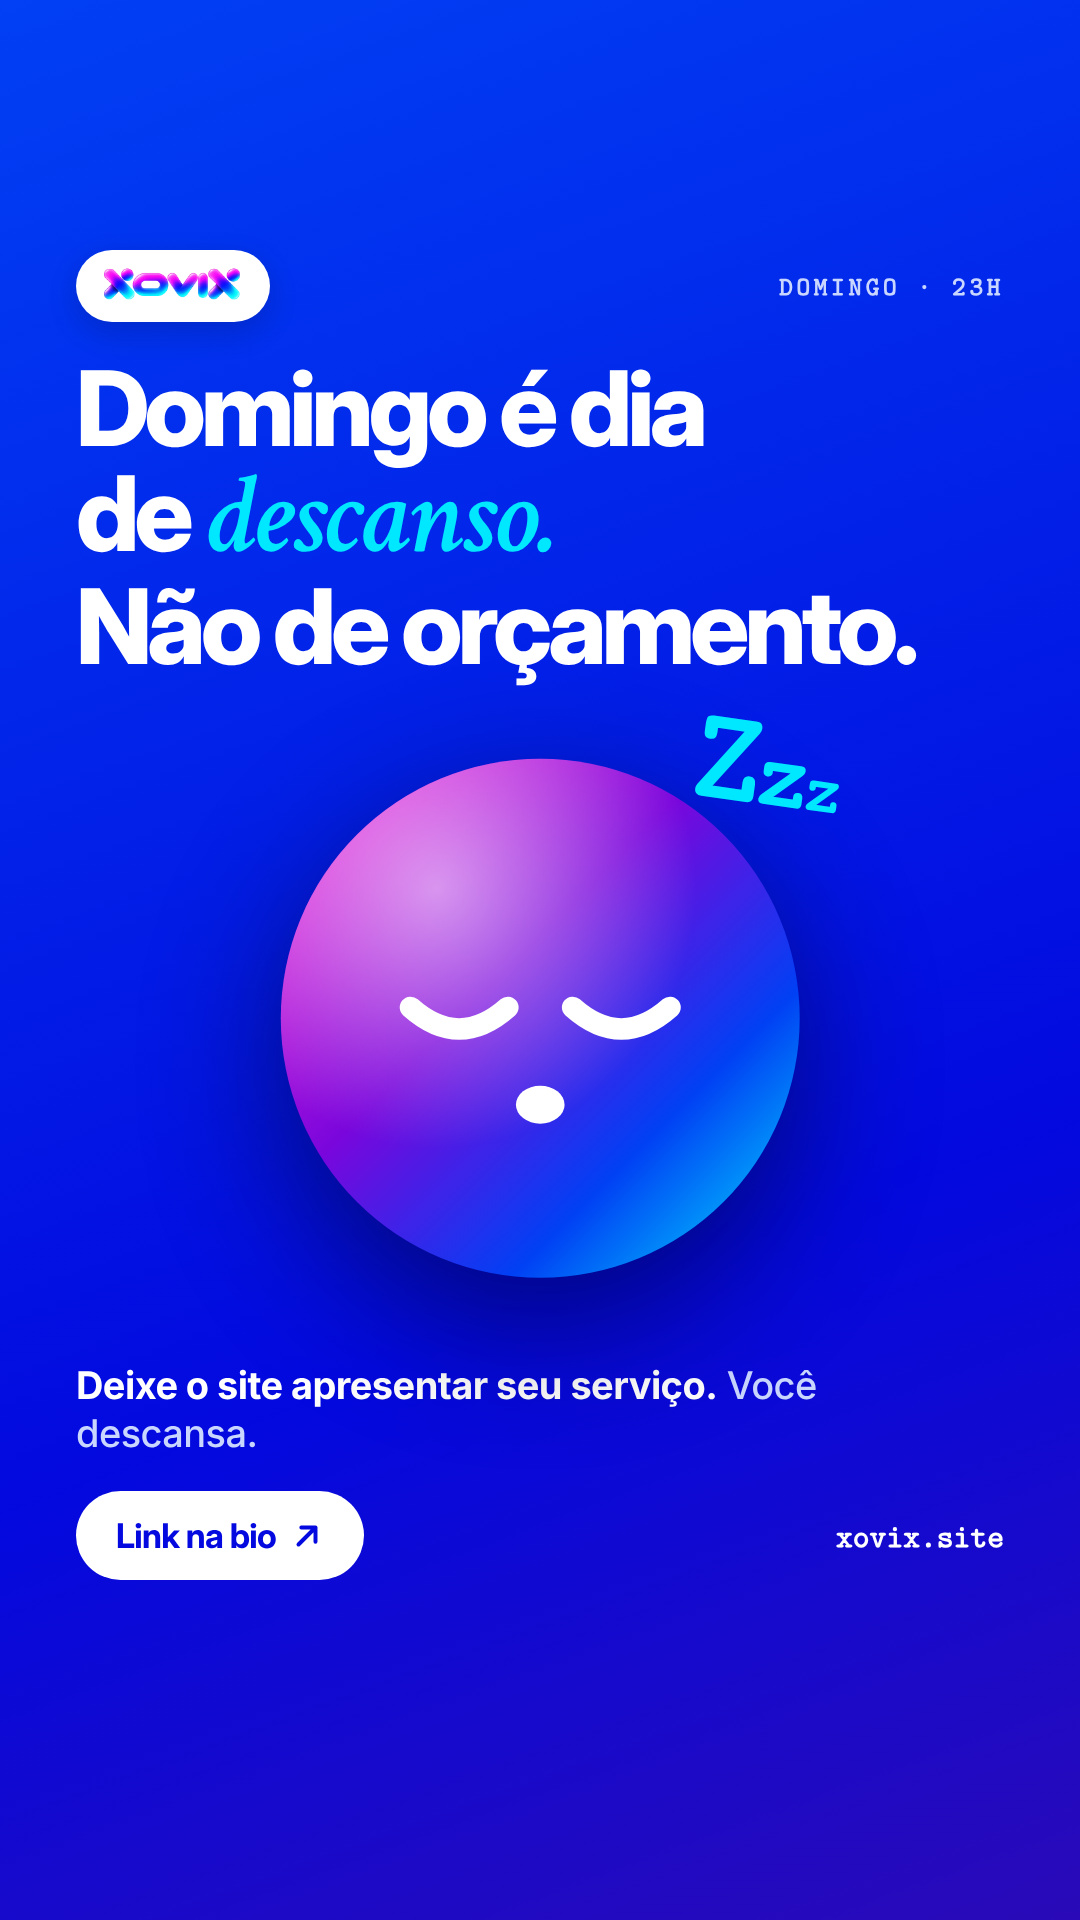 xovix
DOMINGO · 23H
Domingo é dia
de descanso.
Não de orçamento.
Zzz
Deixe o site apresentar seu serviço. Você
descansa.
Link na bio
xovix.site